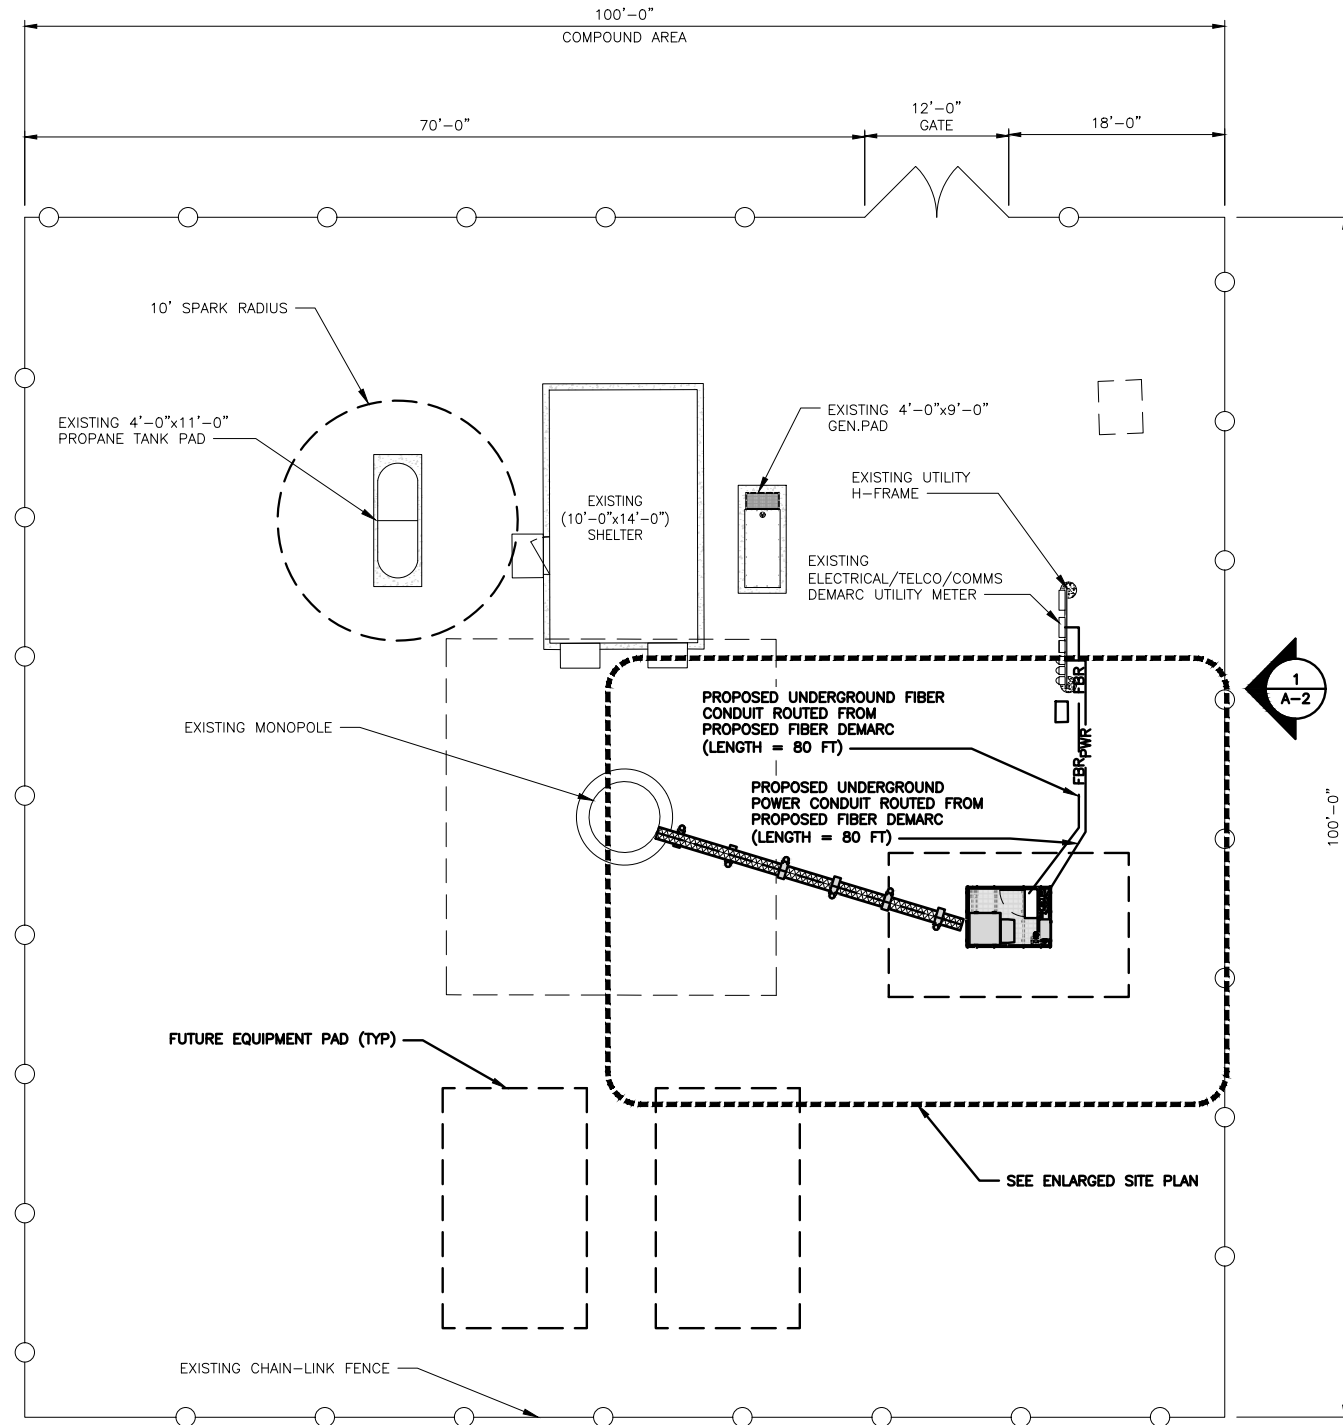 100'-0"
COMPOUND AREA
70'-0"
12'-0"
GATE
18'-0"
10' SPARK RADIUS
EXISTING 4'-0"x11'-0"
PROPANE TANK PAD
EXISTING 4'-0"x9'-0"
GEN.PAD
EXISTING UTILITY
H-FRAME
EXISTING
(10'-0"x14'-0")
SHELTER
EXISTING
ELECTRICAL/TELCO/COMMS
DEMARC UTILITY METER
FBR
1
A-2
PROPOSED UNDERGROUND FIBER
CONDUIT ROUTED FROM
PROPOSED FIBER DEMARC
(LENGTH = 80 FT)
EXISTING MONOPOLE
PWR
FBR
PROPOSED UNDERGROUND
POWER CONDUIT ROUTED FROM
PROPOSED FIBER DEMARC
(LENGTH = 80 FT)
100'-0"
FUTURE EQUIPMENT PAD (TYP)
SEE ENLARGED SITE PLAN
EXISTING CHAIN-LINK FENCE